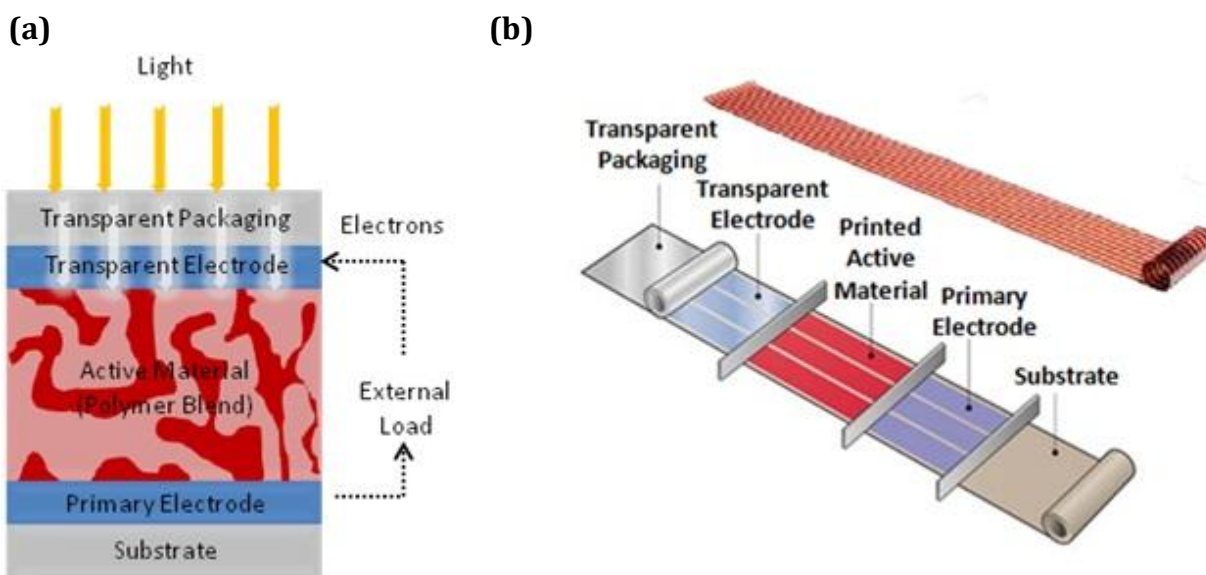 (a)
Light
Transparent Packaging
Transparent Electrode
Electrons
Active Material
(Polymer Blend)
External
Load
Primary Electrode
Substrate
(b)
Transparent
Packaging
Transparent
Electrode
Printed
Active
Material
Primary
Electrode
Substrate